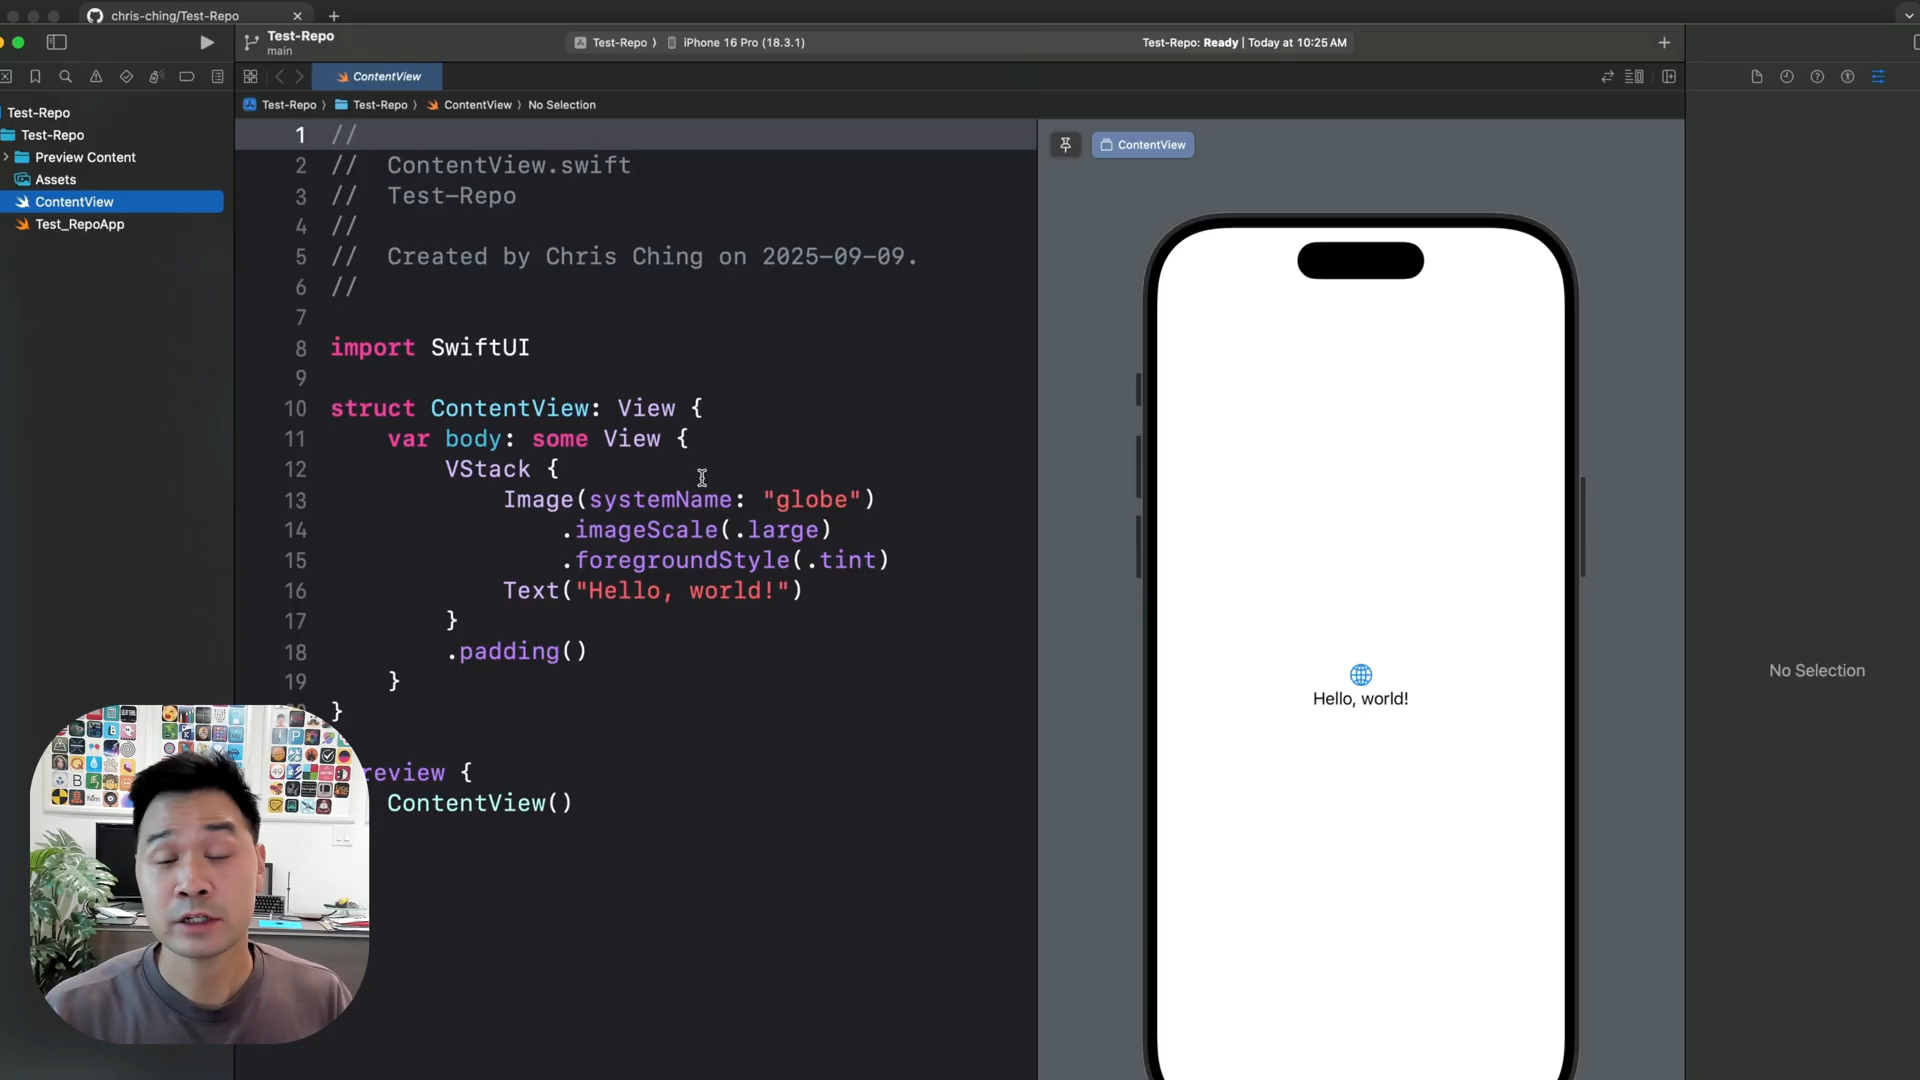 chris-ching/Test-Repo
Test-Repo
main
Test-Repo
iPhone 16 Pro (18.3.1)
Test-Repo: Ready | Today at 10:25 AM
ContentView
Test-Repo
Test-Repo
ContentView
No Selection
Test-Repo
Test-Repo
Preview Content
Assets
ContentView
Test_RepoApp
1 //
2 // ContentView.swift
3 // Test-Repo
4 //
5 // Created by Chris Ching on 2025-09-09.
6 //
7
8 import SwiftUI
9
10 struct ContentView: View {
11 var body: some View {
12 VStack {
13 Image(systemName: "globe")
14 .imageScale(.large)
15 .foregroundStyle(.tint)
16 Text("Hello, world!")
17 }
18 .padding()
19 }
}
review {
ContentView()
ContentView
Hello, world!
No Selection